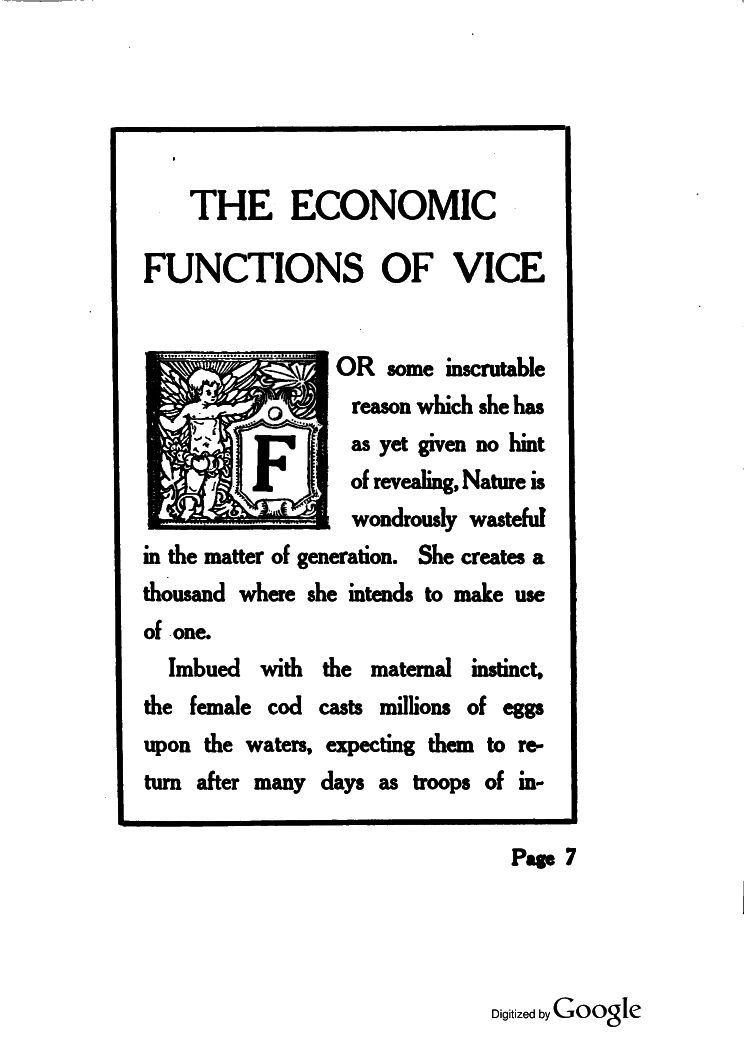 THE ECONOMIC
FUNCTIONS OF VICE
FOR some inscrutable
reason which she has
as yet given no hint
of revealing, Nature is
wondrously wasteful
in the matter of generation. She creates a
thousand where she intends to make use
of one.
Imbued with the maternal instinct,
the female cod casts millions of eggs
upon the waters, expecting them to re-
turn after many days as troops of in-
Page 7
Digitized by Google